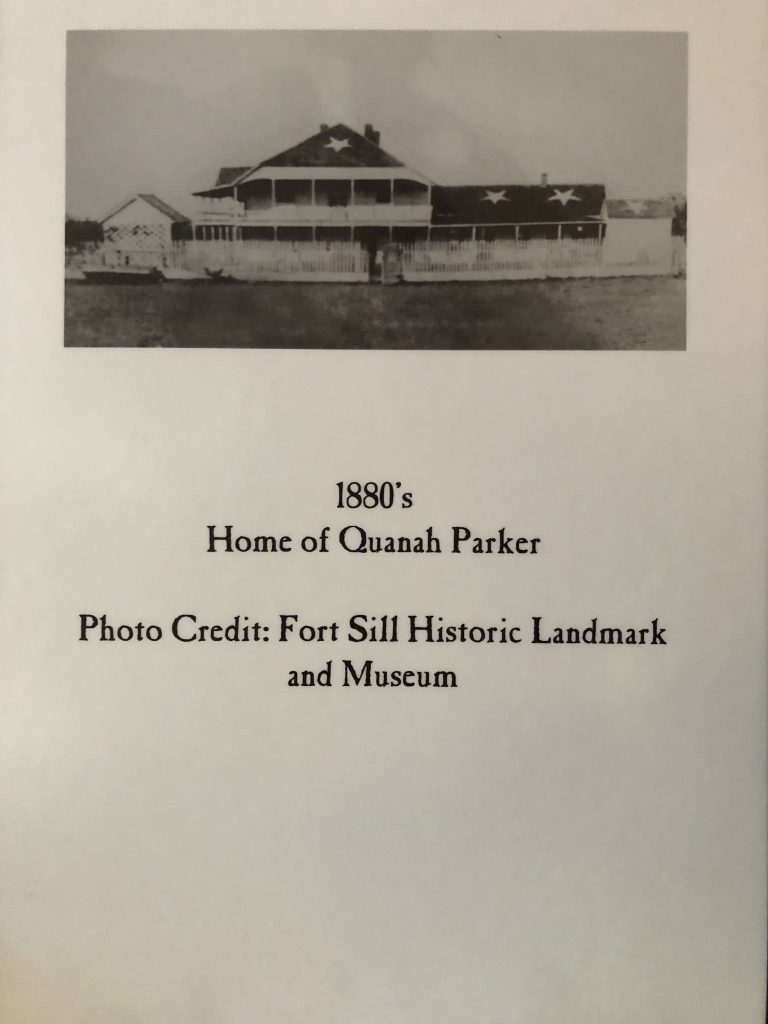 1880's
Home of Quanah Parker
Photo Credit: Fort Sill Historic Landmark
and Museum